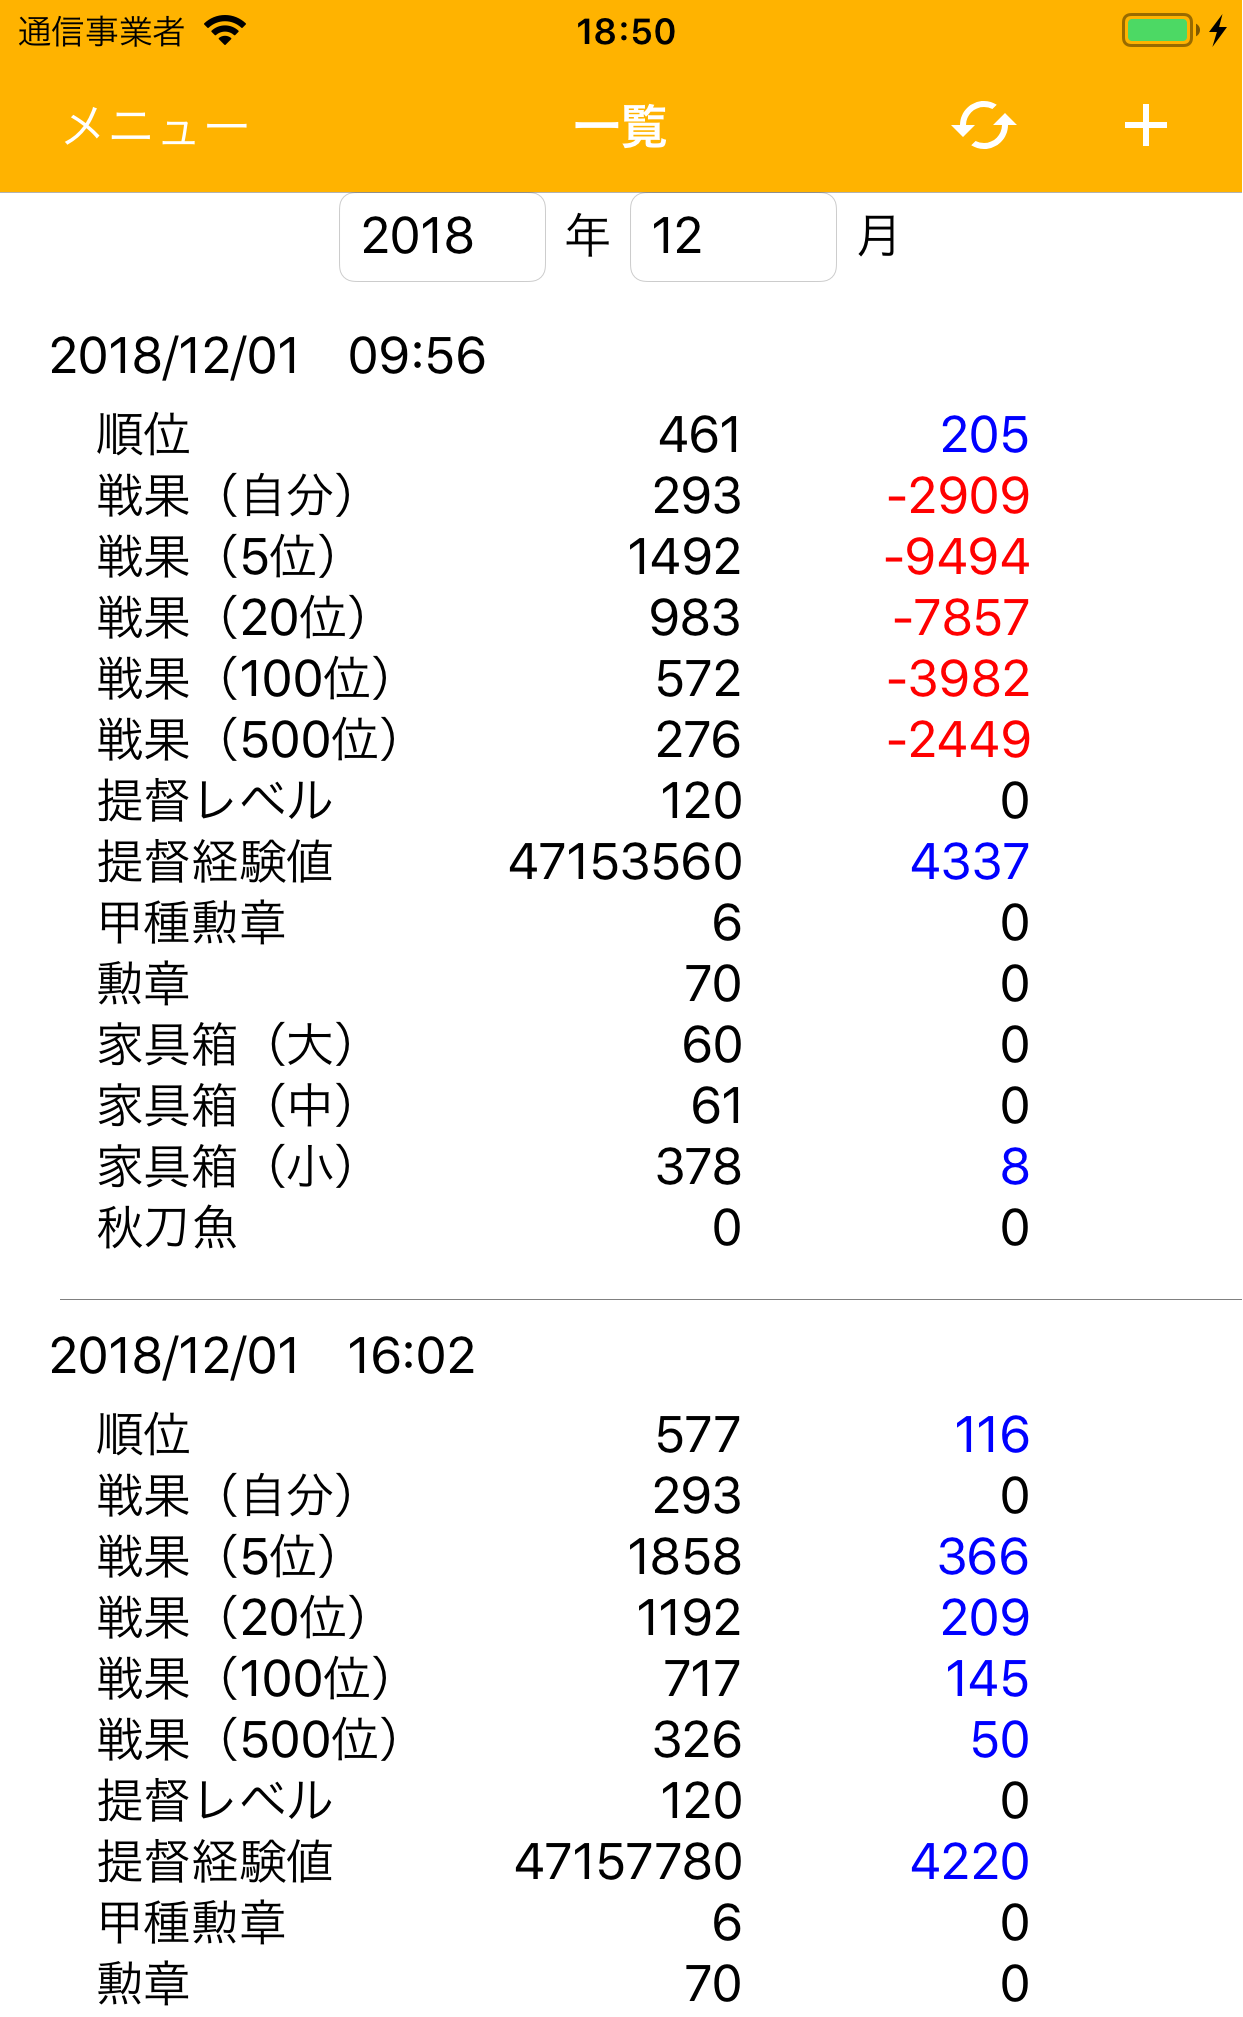 通信事業者 18:50
メニュー 一覧 +
2018 年 12 月
2018/12/01 09:56
順位 461 205
戦果（自分） 293 -2909
戦果（5位） 1492 -9494
戦果（20位） 983 -7857
戦果（100位） 572 -3982
戦果（500位） 276 -2449
提督レベル 120 0
提督経験値 47153560 4337
甲種勲章 6 0
勲章 70 0
家具箱（大） 60 0
家具箱（中） 61 0
家具箱（小） 378 8
秋刀魚 0 0
2018/12/01 16:02
順位 577 116
戦果（自分） 293 0
戦果（5位） 1858 366
戦果（20位） 1192 209
戦果（100位） 717 145
戦果（500位） 326 50
提督レベル 120 0
提督経験値 47157780 4220
甲種勲章 6 0
勲章 70 0